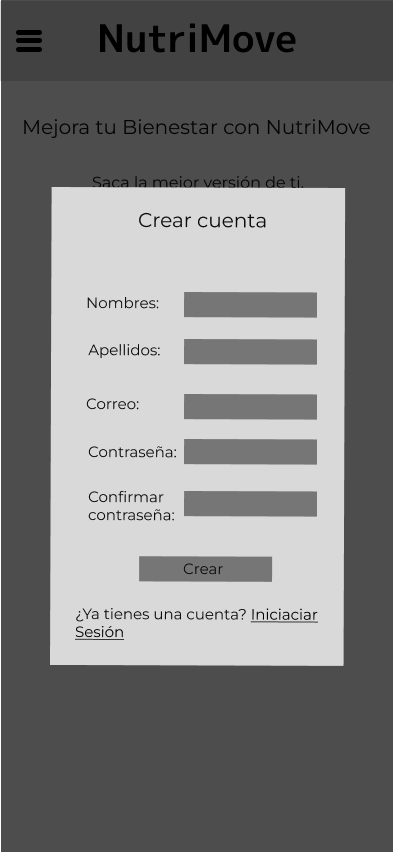 NutriMove
Mejora tu Bienestar con NutriMove
Saca la mejor versión de ti.
Crear cuenta
Nombres:
Apellidos:
Correo:
Contraseña:
Confirmar
contraseña:
Crear
¿Ya tienes una cuenta? Iniciaciar
Sesión